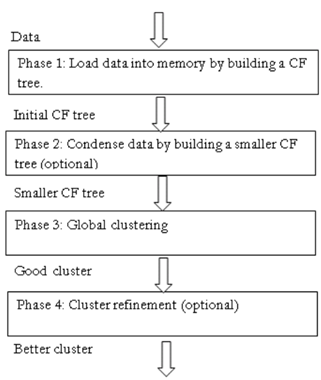 Data
Phase 1: Load data into memory by building a CF
tree.
Initial CF tree
Phase 2: Condense data by building a smaller CF
tree (optional)
Smaller CF tree
Phase 3: Global clustering
Good cluster
Phase 4: Cluster refinement (optional)
Better cluster